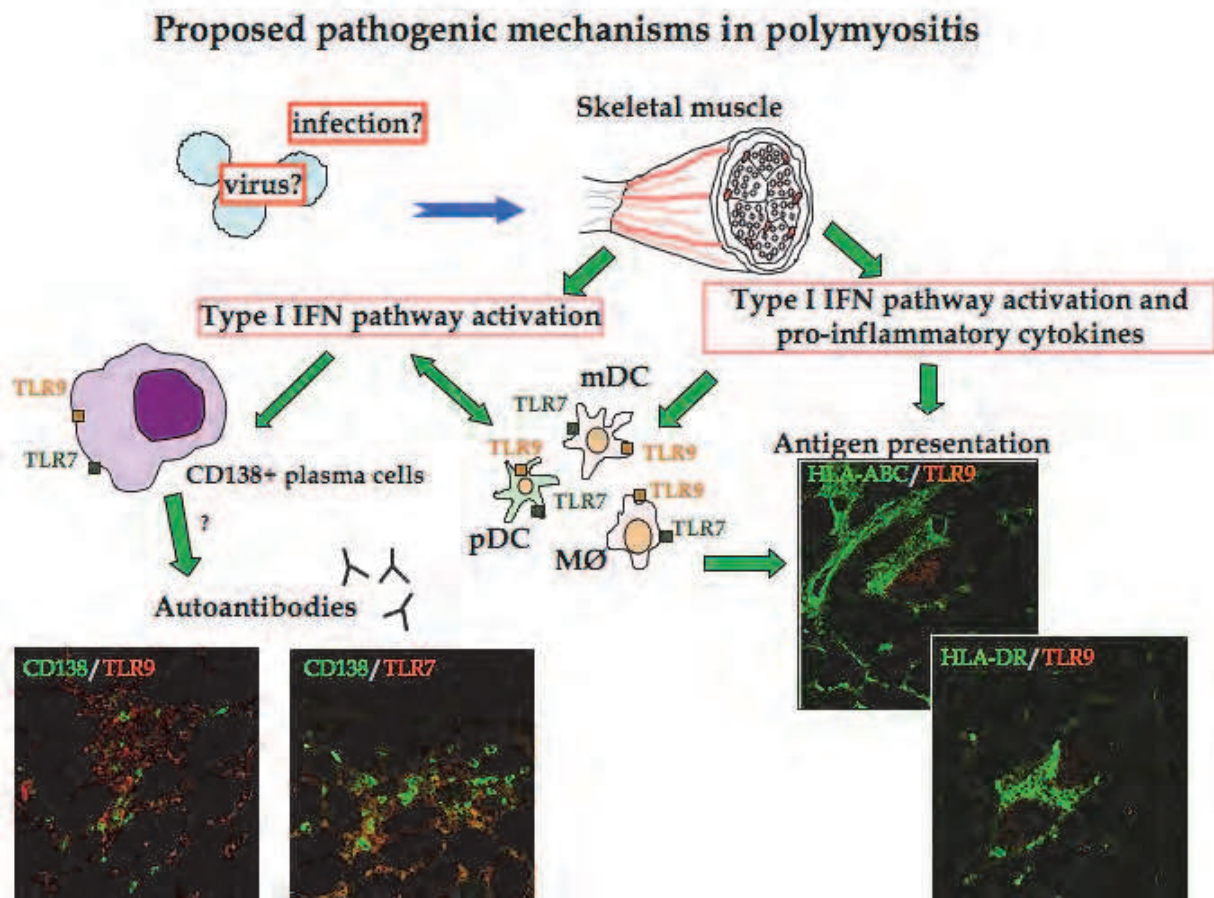 Proposed pathogenic mechanisms in polymyositis
infection?
virus?
Skeletal muscle
Type I IFN pathway activation
Type I IFN pathway activation and
pro-inflammatory cytokines
TLR9
TLR7
CD138+ plasma cells
?
Autoantibodies
mDC
TLR7
TLR9
TLR9
TLR7
pDC
TLR9
TLR7
MØ
Antigen presentation
HLA-ABC/TLR9
HLA-DR/TLR9
CD138/TLR9
CD138/TLR7